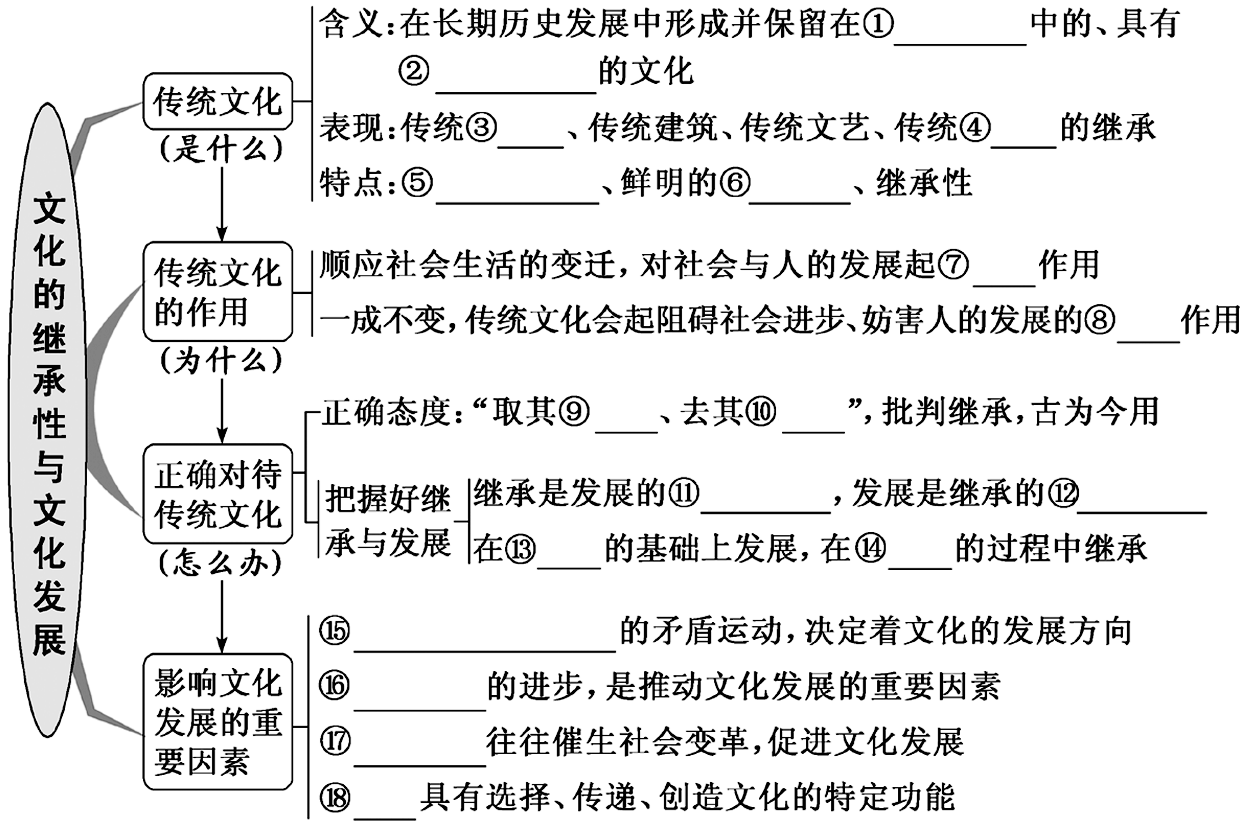 文化的继承性与文化发展
传统文化
(是什么)
含义:在长期历史发展中形成并保留在①________中的、具有
②__________的文化
表现:传统③____、传统建筑、传统文艺、传统④____的继承
特点:⑤__________、鲜明的⑥______、继承性
传统文化
的作用
(为什么)
顺应社会生活的变迁,对社会与人的发展起⑦____作用
一成不变,传统文化会起阻碍社会进步、妨害人的发展的⑧____作用
正确对待
传统文化
(怎么办)
正确态度:“取其⑨____、去其⑩____”,批判继承,古为今用
把握好继
承与发展
继承是发展的⑪________,发展是继承的⑫________
在⑬____的基础上发展,在⑭____的过程中继承
影响文化
发展的重
要因素
⑮________________的矛盾运动,决定着文化的发展方向
⑯________的进步,是推动文化发展的重要因素
⑰________往往催生社会变革,促进文化发展
⑱____具有选择、传递、创造文化的特定功能